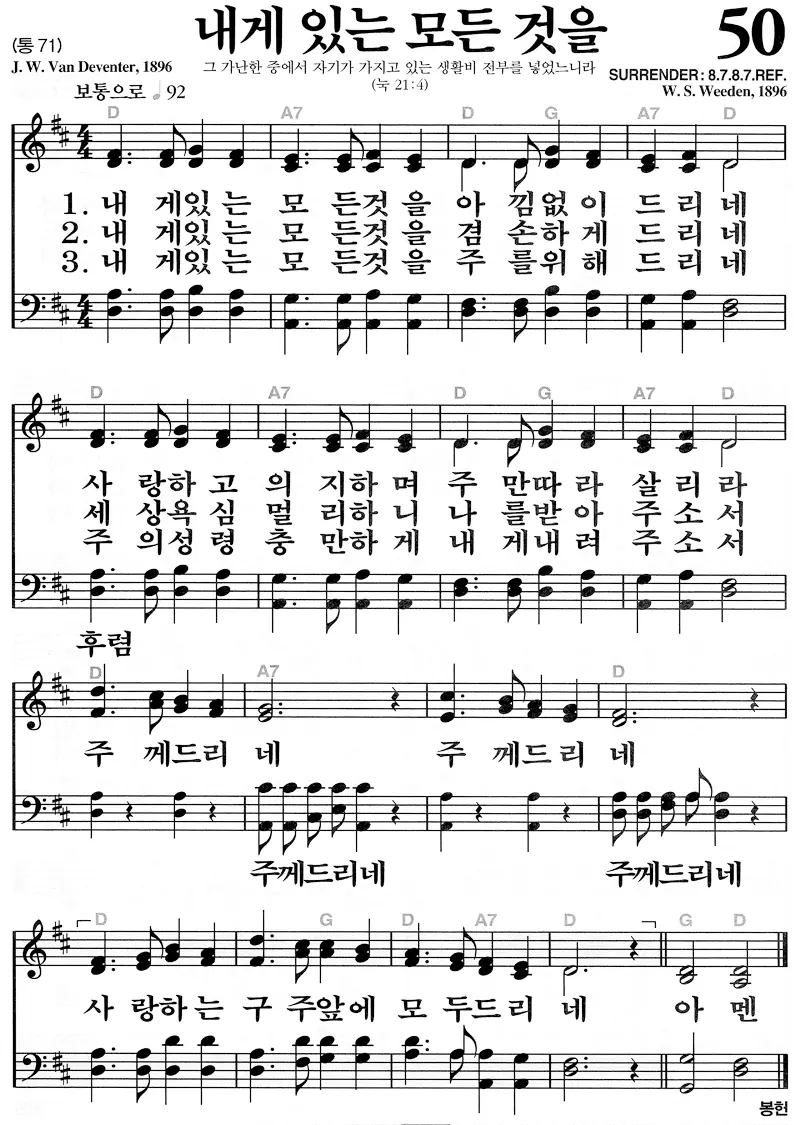 (통 71)
내게 있는 모든 것을
50
J. W. Van Deventer, 1896
그 가난한 중에서 자기가 가지고 있는 생활비 전부를 넣었느니라
(눅 21:4)
SURRENDER : 8.7.8.7.REF.
W. S. Weeden, 1896
보통으로 ♩ 92
D A7 D G A7 D
4 4
1. 내 게있 는 모 든것 을 아 낌없 이 드 리 네
2. 내 게있 는 모 든것 을 겸 손하 게 드 리 네
3. 내 게있 는 모 든것 을 주 를위 해 드 리 네
4 4
D A7 D G A7 D
사 랑하 고 의 지하 며 주 만따 라 살 리 라
세 상욕 심 멀 리하 니 나 를받 아 주 소 서
주 의성 령 충 만하 게 내 게내 려 주 소 서
후렴
D A7 D
주 께드리 네 주 께드리 네
주께드리네 주께드리네
D G D A7 D G D
사 랑하 는 구 주앞에 모 두드 리 네 아 멘
봉헌